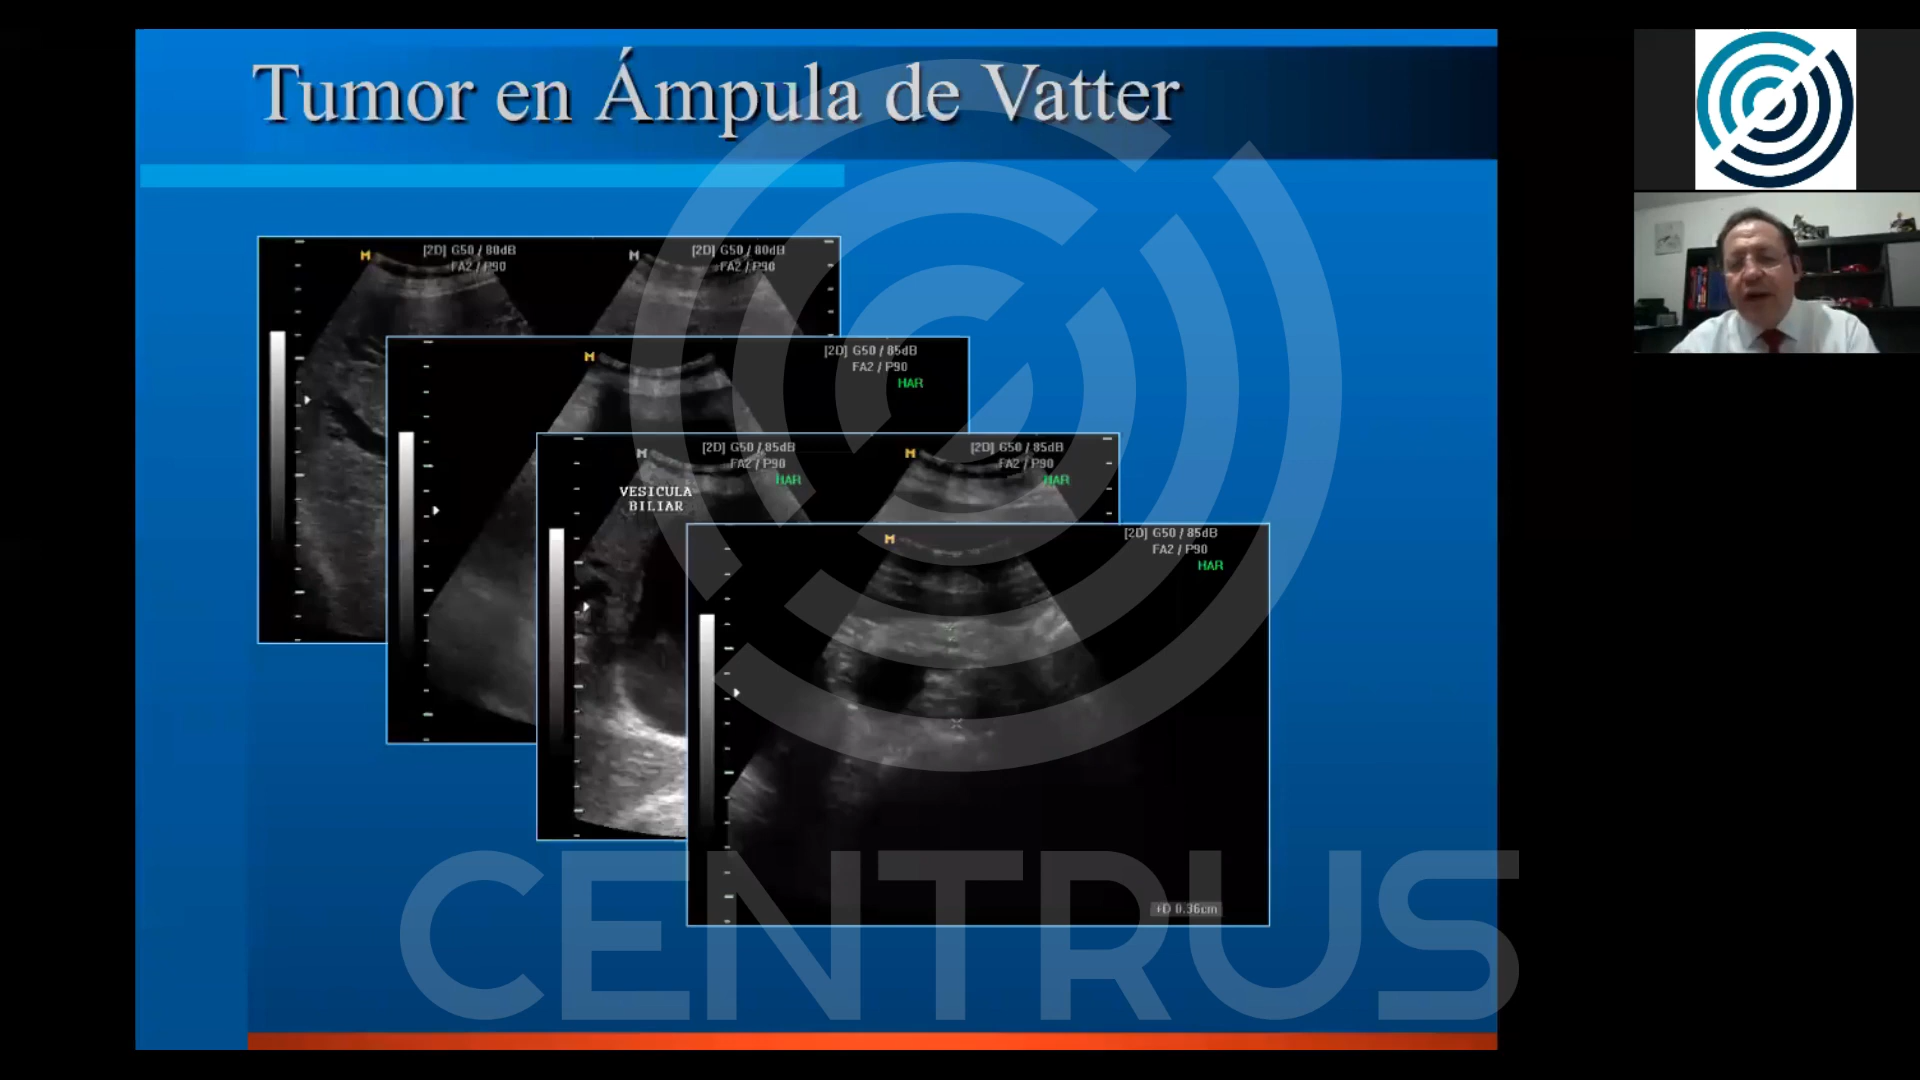 Tumor en Ámpula de Vatter
M
[2D] G50 / 80dB
FA2 / P90
M
[2D] G50 / 80dB
FA2 / P90
M
[2D] G50 / 85dB
FA2 / P90
HAR
M
[2D] G50 / 85dB
FA2 / P90
HAR
VESICULA
BILIAR
M
[2D] G50 / 85dB
FA2 / P90
HAR
M
[2D] G50 / 85dB
FA2 / P90
HAR
+D 0.36cm
CENTRUS